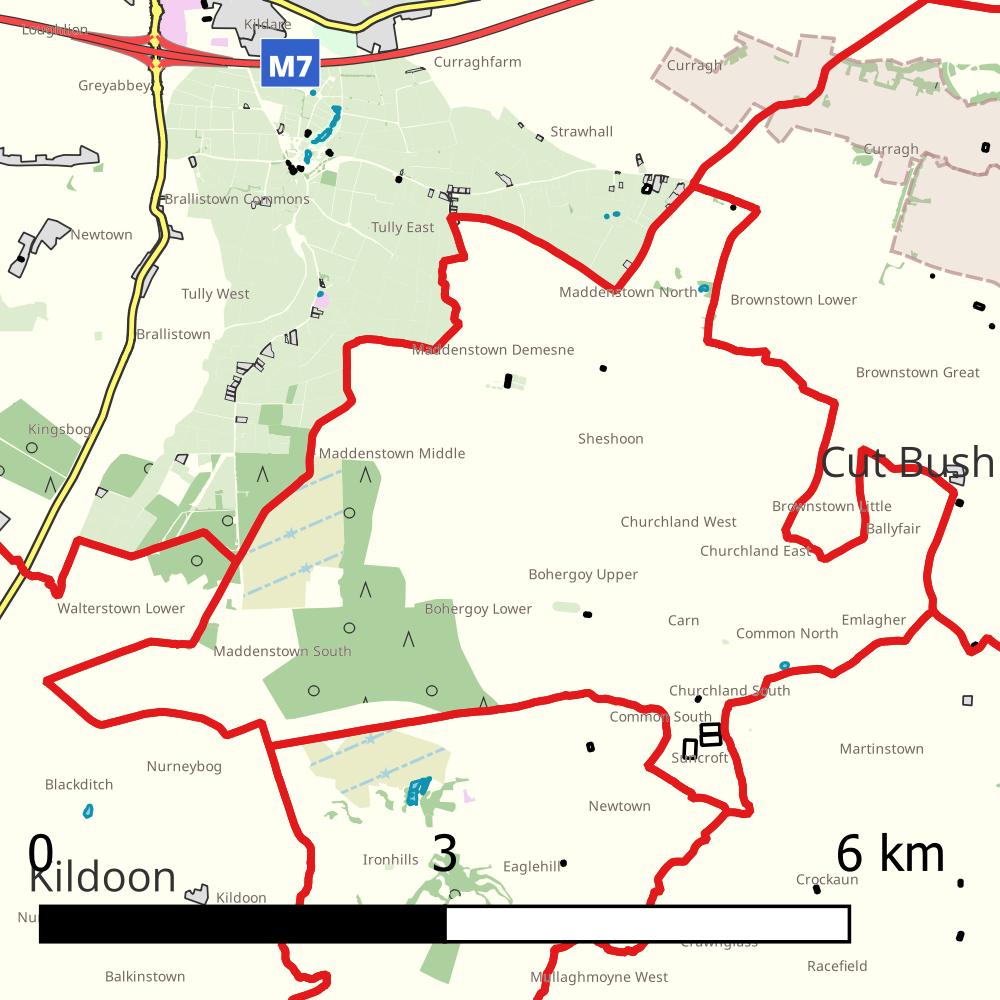 Loughlion
Kildare
M7
Curraghfarm
Curragh
Greyabbey
Strawhall
Curragh
Brallistown Commons
Tully East
Newtown
Tully West
Maddenstown North
Brownstown Lower
Brallistown
Maddenstown Demesne
Brownstown Great
Kingsbog
Sheshoon
Maddenstown Middle
Cut Bush
Brownstown Little
Churchland West
Ballyfair
Churchland East
Bohergoy Upper
Walterstown Lower
Bohergoy Lower
Carn
Emlagher
Common North
Maddenstown South
Churchland South
Common South
Martinstown
Suncroft
Nurneybog
Blackditch
Newtown
0 3 6 km
Ironhills
Eaglehill
Kildoon
Crockaun
Kildoon
Crawnglass
Racefield
Balkinstown
Mullaghmoyne West